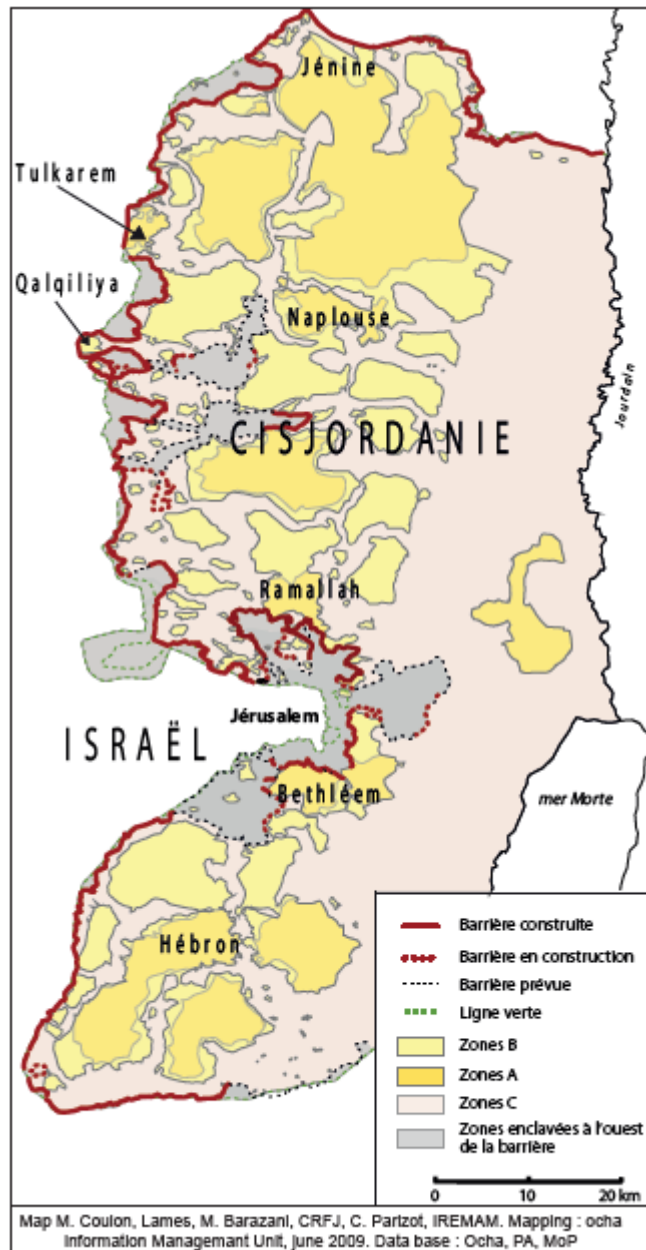 Jénine
Tulkarem
Qalqiliya
Naplouse
Jourdain
CISJORDANIE
Ramallah
Jérusalem
ISRAËL
Bethléem
mer Morte
Hébron
Barrière construite
Barrière en construction
Barrière prévue
Ligne verte
Zones B
Zones A
Zones C
Zones enclavées à l'ouest
de la barrière
0 10 20 km
Map M. Coulon, Lames, M. Barazani, CRFJ, C. Parizot, IREMAM. Mapping : ocha
Information Management Unit, June 2009. Data base : Ocha, PA, MoP